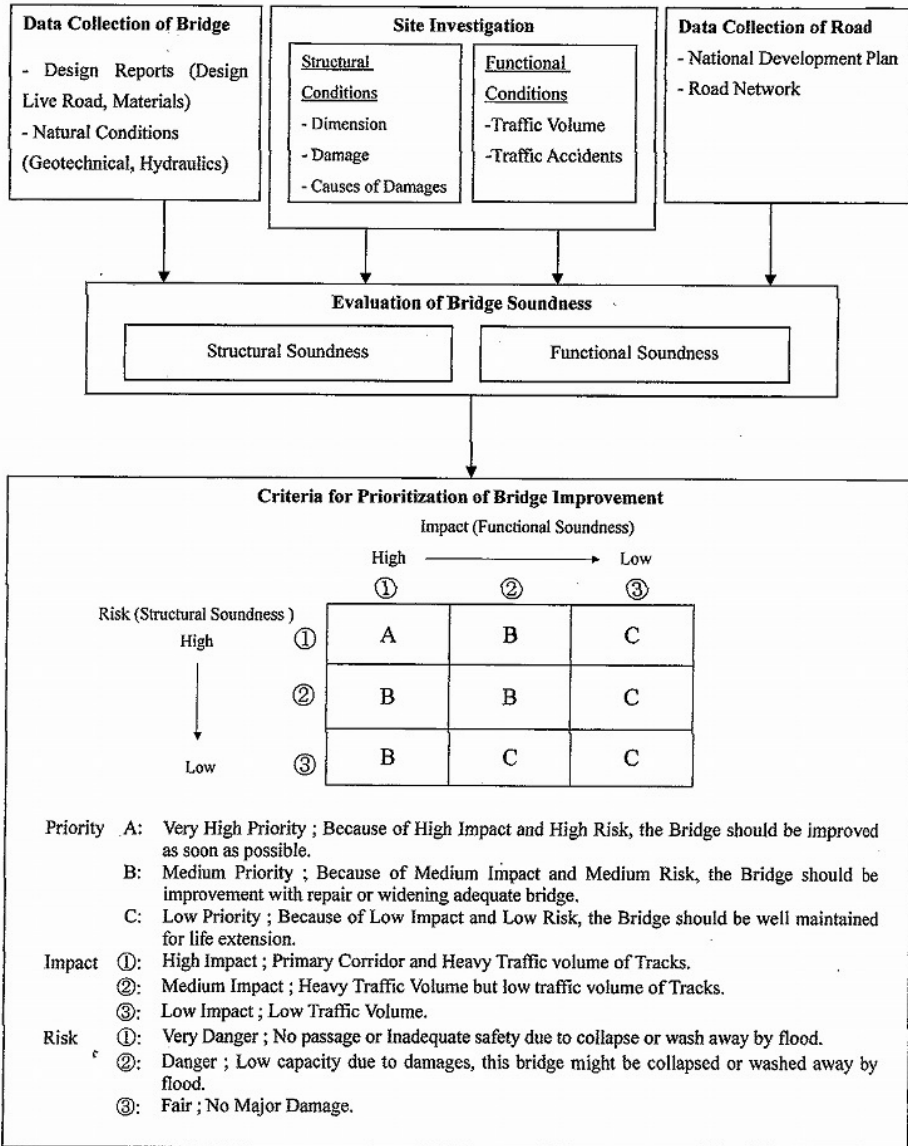 Data Collection of Bridge
- Design Reports (Design
Live Road, Materials)
- Natural Conditions
(Geotechnical, Hydraulics)
Site Investigation
Structural
Conditions
- Dimension
- Damage
- Causes of Damages
Functional
Conditions
-Traffic Volume
-Traffic Accidents
Data Collection of Road
- National Development Plan
- Road Network
Evaluation of Bridge Soundness
Structural Soundness
Functional Soundness
Criteria for Prioritization of Bridge Improvement
Impact (Functional Soundness)
High Low
① ② ③
Risk (Structural Soundness )
High ① A B C
② B B C
Low ③ B C C
Priority A: Very High Priority ; Because of High Impact and High Risk, the Bridge should be improved
as soon as possible.
B: Medium Priority ; Because of Medium Impact and Medium Risk, the Bridge should be
improvement with repair or widening adequate bridge.
C: Low Priority ; Because of Low Impact and Low Risk, the Bridge should be well maintained
for life extension.
Impact ①: High Impact ; Primary Corridor and Heavy Traffic volume of Tracks.
②: Medium Impact ; Heavy Traffic Volume but low traffic volume of Tracks.
③: Low Impact ; Low Traffic Volume.
Risk ①: Very Danger ; No passage or Inadequate safety due to collapse or wash away by flood.
②: Danger ; Low capacity due to damages, this bridge might be collapsed or washed away by
flood.
③: Fair ; No Major Damage.